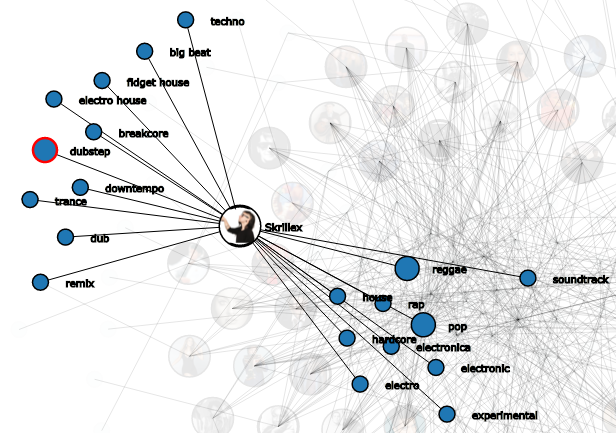 techno
big beat
fidget house
electro house
breakcore
dubstep
downtempo
trance
Skrillex
dub
reggae
soundtrack
remix
house
rap
pop
hardcore
electronica
electronic
electro
experimental